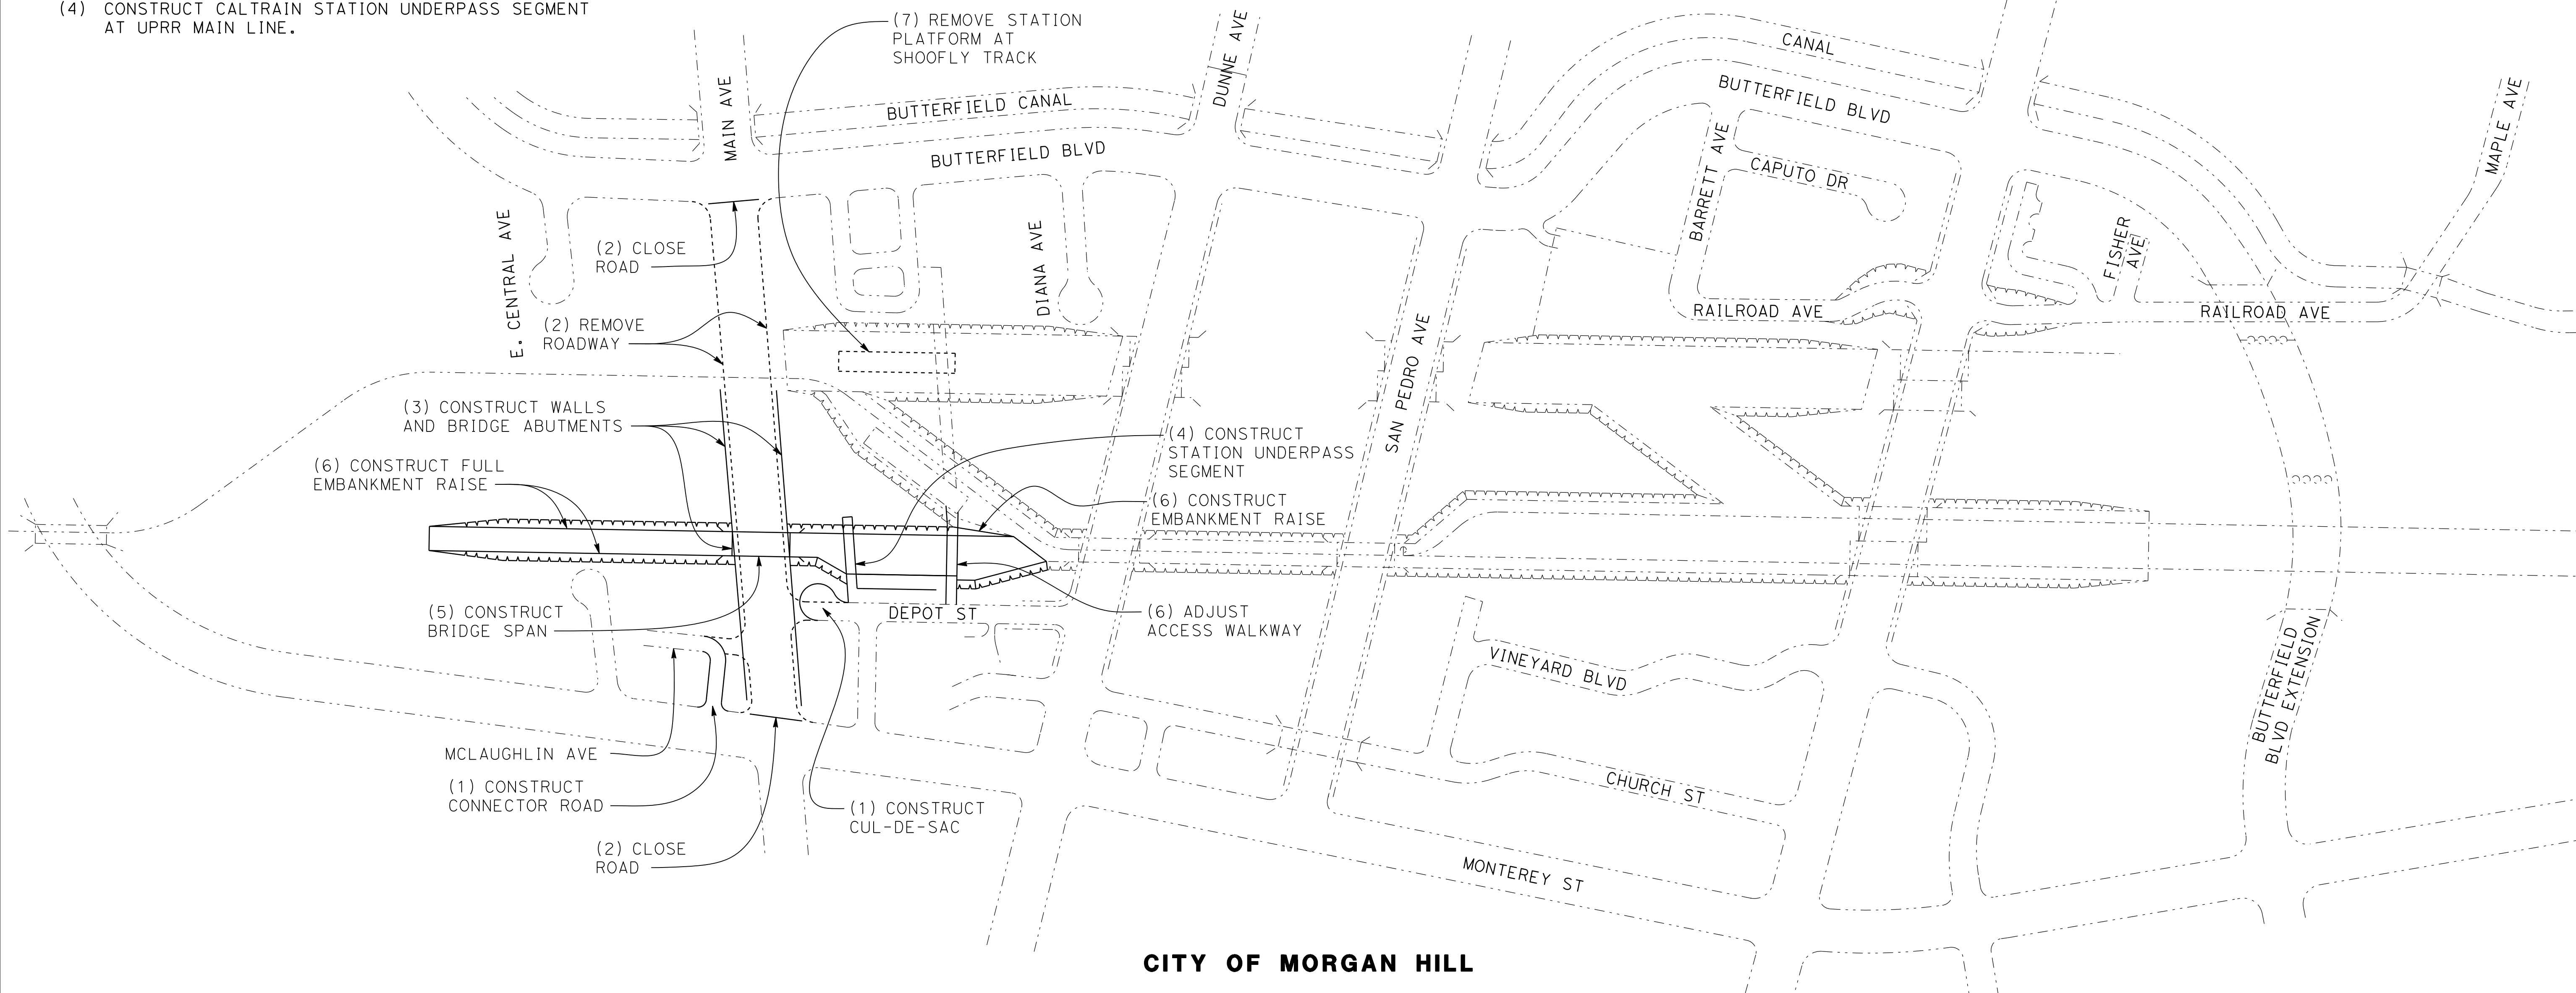 (4) CONSTRUCT CALTRAIN STATION UNDERPASS SEGMENT
AT UPRR MAIN LINE.
(7) REMOVE STATION
PLATFORM AT
SHOOFLY TRACK
MAIN AVE
BUTTERFIELD CANAL
BUTTERFIELD BLVD
DUNNE AVE
CANAL
BUTTERFIELD BLVD
BARRETT AVE
CAPUTO DR
MAPLE AVE
FISHER
AVE
RAILROAD AVE
RAILROAD AVE
E. CENTRAL AVE
(2) CLOSE
ROAD
DIANA AVE
(2) REMOVE
ROADWAY
SAN PEDRO AVE
(3) CONSTRUCT WALLS
AND BRIDGE ABUTMENTS
(4) CONSTRUCT
STATION UNDERPASS
SEGMENT
(6) CONSTRUCT FULL
EMBANKMENT RAISE
(6) CONSTRUCT
EMBANKMENT RAISE
(5) CONSTRUCT
BRIDGE SPAN
DEPOT ST
(6) ADJUST
ACCESS WALKWAY
VINEYARD BLVD
BUTTERFIELD
BLVD EXTENSION
MCLAUGHLIN AVE
(1) CONSTRUCT
CONNECTOR ROAD
(1) CONSTRUCT
CUL-DE-SAC
CHURCH ST
(2) CLOSE
ROAD
MONTEREY ST
CITY OF MORGAN HILL